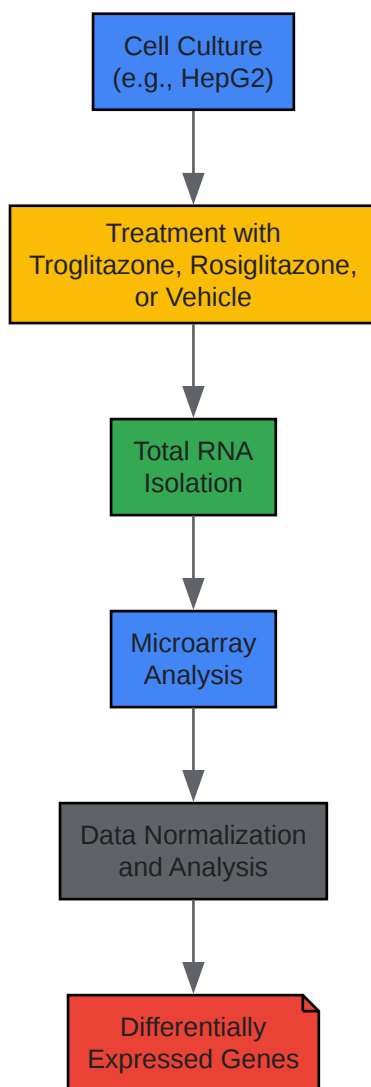 Cell Culture
(e.g., HepG2)
Treatment with
Troglitazone, Rosiglitazone,
or Vehicle
Total RNA
Isolation
Microarray
Analysis
Data Normalization
and Analysis
Differentially
Expressed Genes